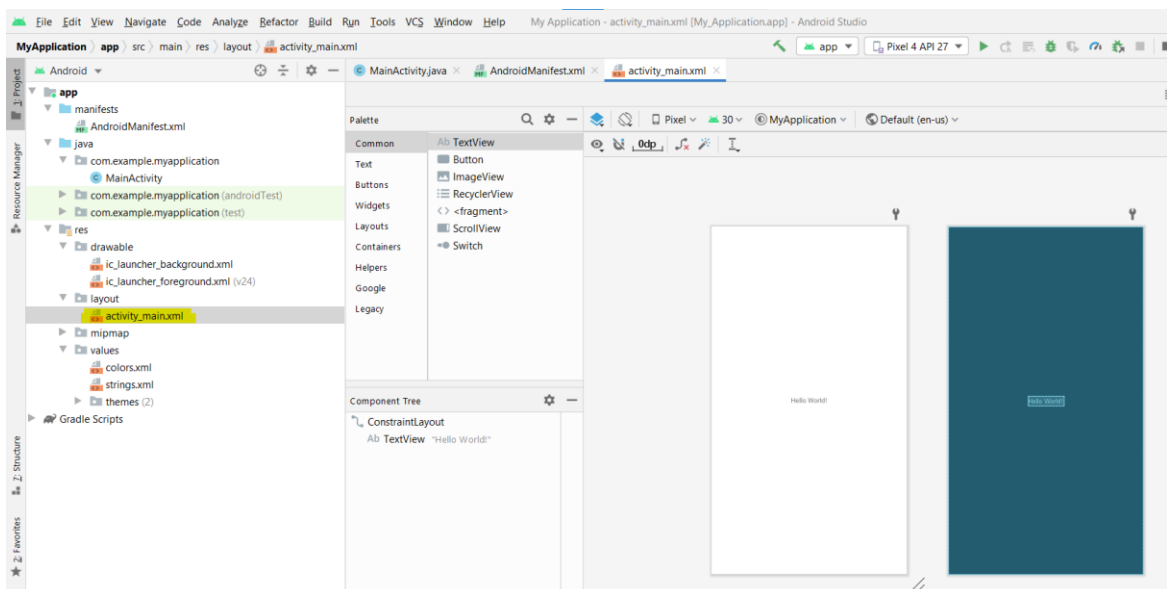 File Edit View Navigate Code Analyze Refactor Build Run Tools VCS Window Help My Application - activity_main.xml [My_Application.app] - Android Studio
MyApplication app src main res layout activity_main.xml app Pixel 4 API 27
1: Project
Resource Manager
Z: Structure
2: Favorites
Android
app
manifests
AndroidManifest.xml
java
com.example.myapplication
MainActivity
com.example.myapplication (androidTest)
com.example.myapplication (test)
res
drawable
ic_launcher_background.xml
ic_launcher_foreground.xml (v24)
layout
activity_main.xml
mipmap
values
colors.xml
strings.xml
themes (2)
Gradle Scripts
MainActivity.java AndroidManifest.xml activity_main.xml
Palette
Common
Text
Buttons
Widgets
Layouts
Containers
Helpers
Google
Legacy
Ab TextView
Button
ImageView
RecyclerView
<> <fragment>
ScrollView
Switch
Pixel 30 MyApplication Default (en-us)
0dp
Component Tree
ConstraintLayout
Ab TextView "Hello World!"
Hello World!
Hello World!